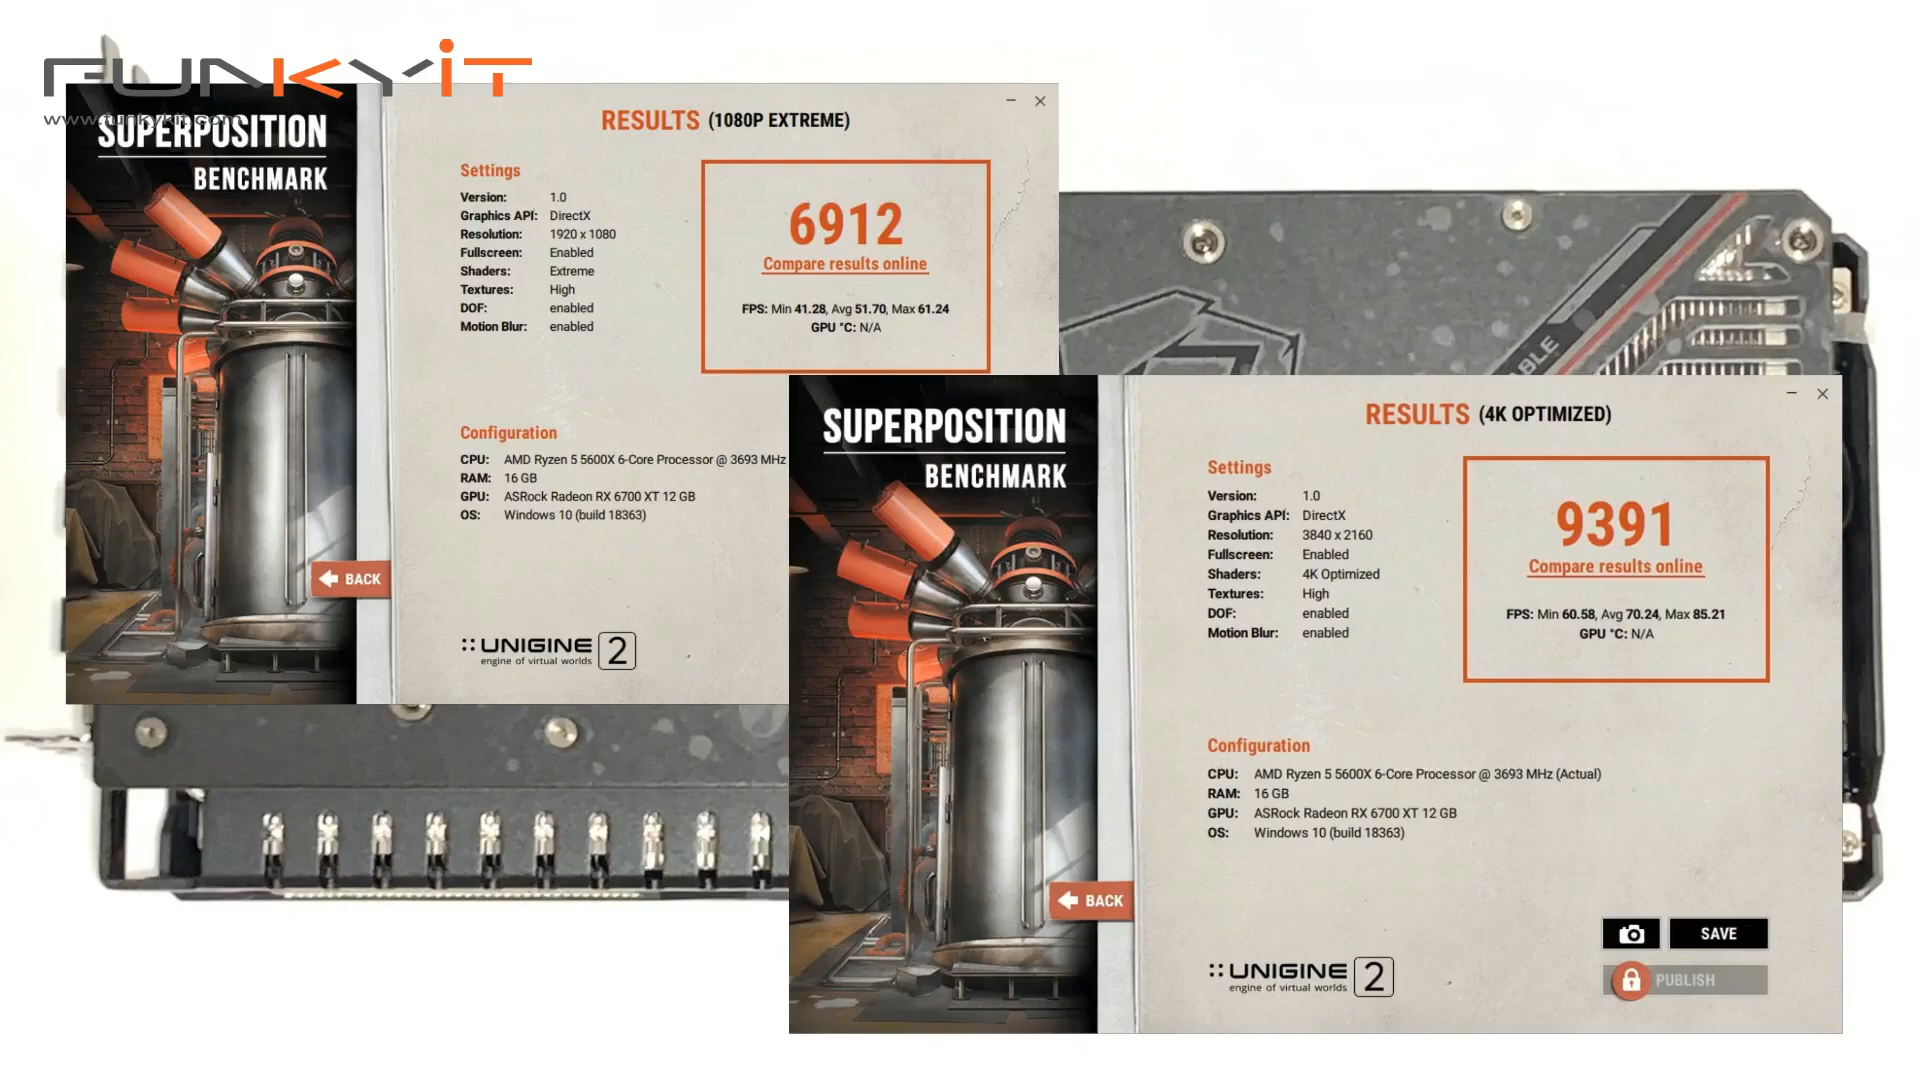 FUNKYiT
www.funkykit.com
SUPERPOSITION
BENCHMARK
RESULTS (1080P EXTREME)
Settings
Version: 1.0
Graphics API: DirectX
Resolution: 1920 x 1080
Fullscreen: Enabled
Shaders: Extreme
Textures: High
DOF: enabled
Motion Blur: enabled
6912
Compare results online
FPS: Min 41.28, Avg 51.70, Max 61.24
GPU °C: N/A
Configuration
CPU: AMD Ryzen 5 5600X 6-Core Processor @ 3693 MHz
RAM: 16 GB
GPU: ASRock Radeon RX 6700 XT 12 GB
OS: Windows 10 (build 18363)
BACK
UNIGINE 2
engine of virtual worlds
ABLE
SUPERPOSITION
BENCHMARK
RESULTS (4K OPTIMIZED)
Settings
Version: 1.0
Graphics API: DirectX
Resolution: 3840 x 2160
Fullscreen: Enabled
Shaders: 4K Optimized
Textures: High
DOF: enabled
Motion Blur: enabled
9391
Compare results online
FPS: Min 60.58, Avg 70.24, Max 85.21
GPU °C: N/A
Configuration
CPU: AMD Ryzen 5 5600X 6-Core Processor @ 3693 MHz (Actual)
RAM: 16 GB
GPU: ASRock Radeon RX 6700 XT 12 GB
OS: Windows 10 (build 18363)
BACK
SAVE
PUBLISH
UNIGINE 2
engine of virtual worlds